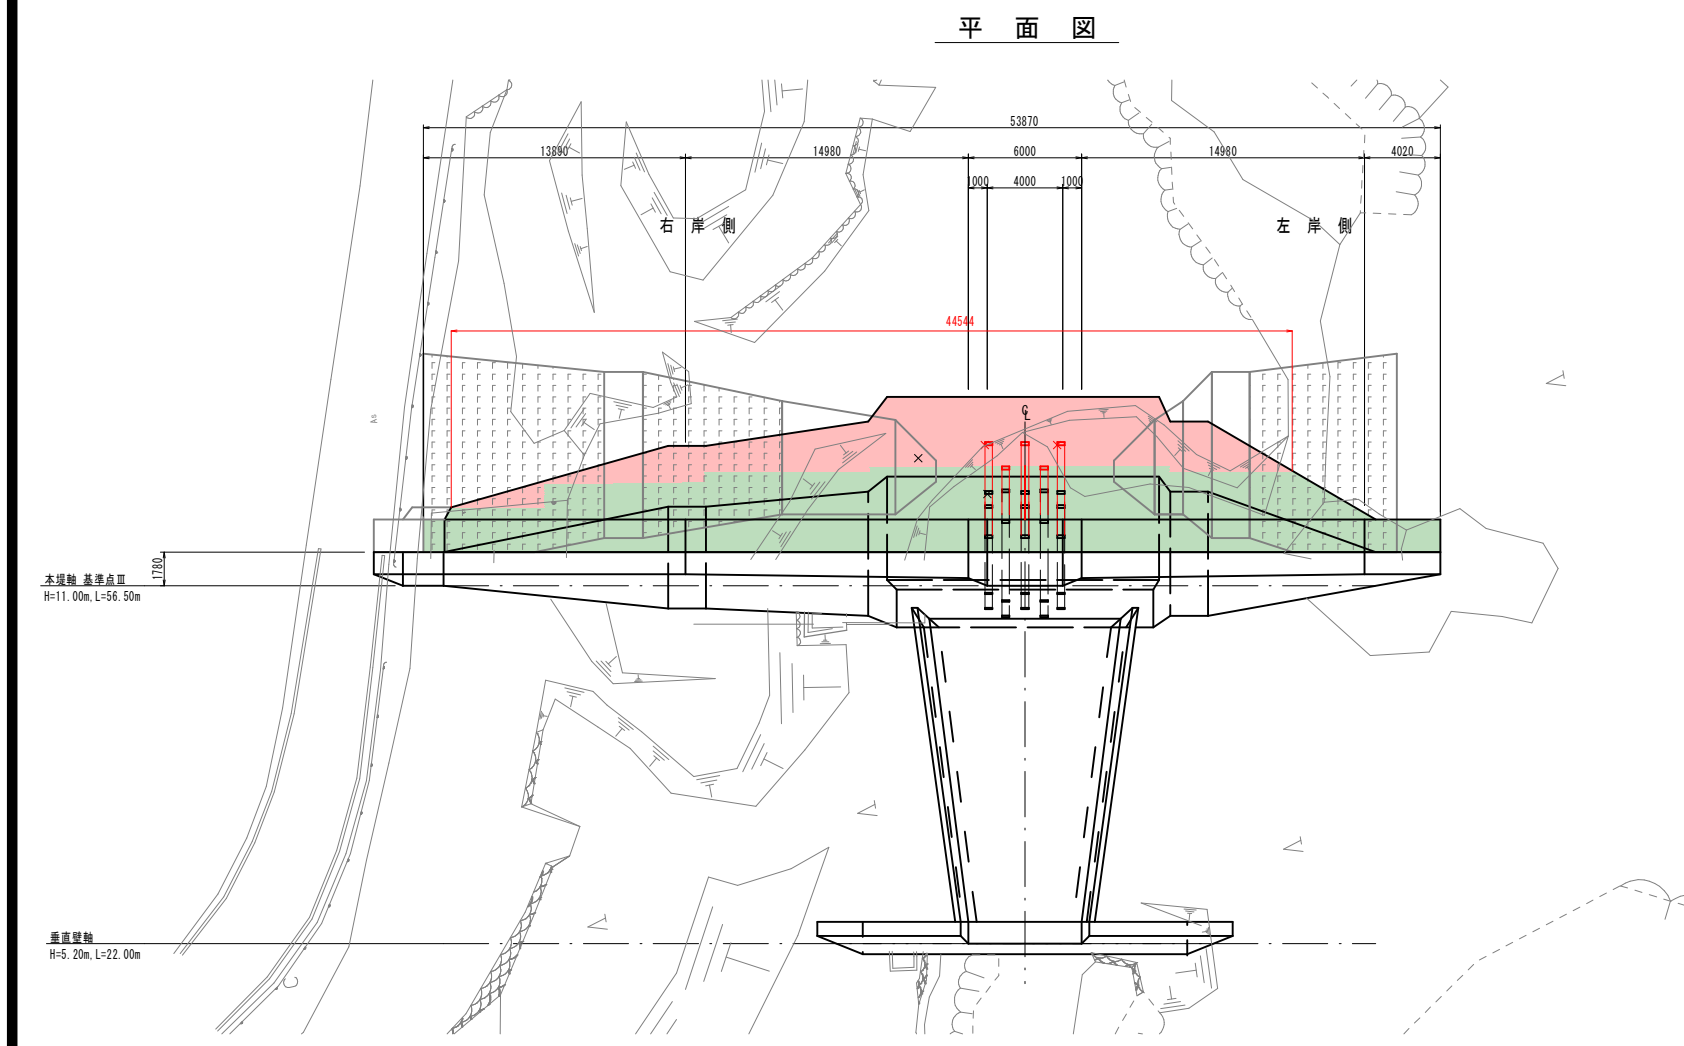 平 面 図
53870
13890 14980 6000 14980 4020
1000 4000 1000
右 岸 側
左 岸 側
44544
As
℄
1780
本堤軸 基準点Ⅲ
H=11.00m, L=56.50m
垂直壁軸
H=5.20m, L=22.00m